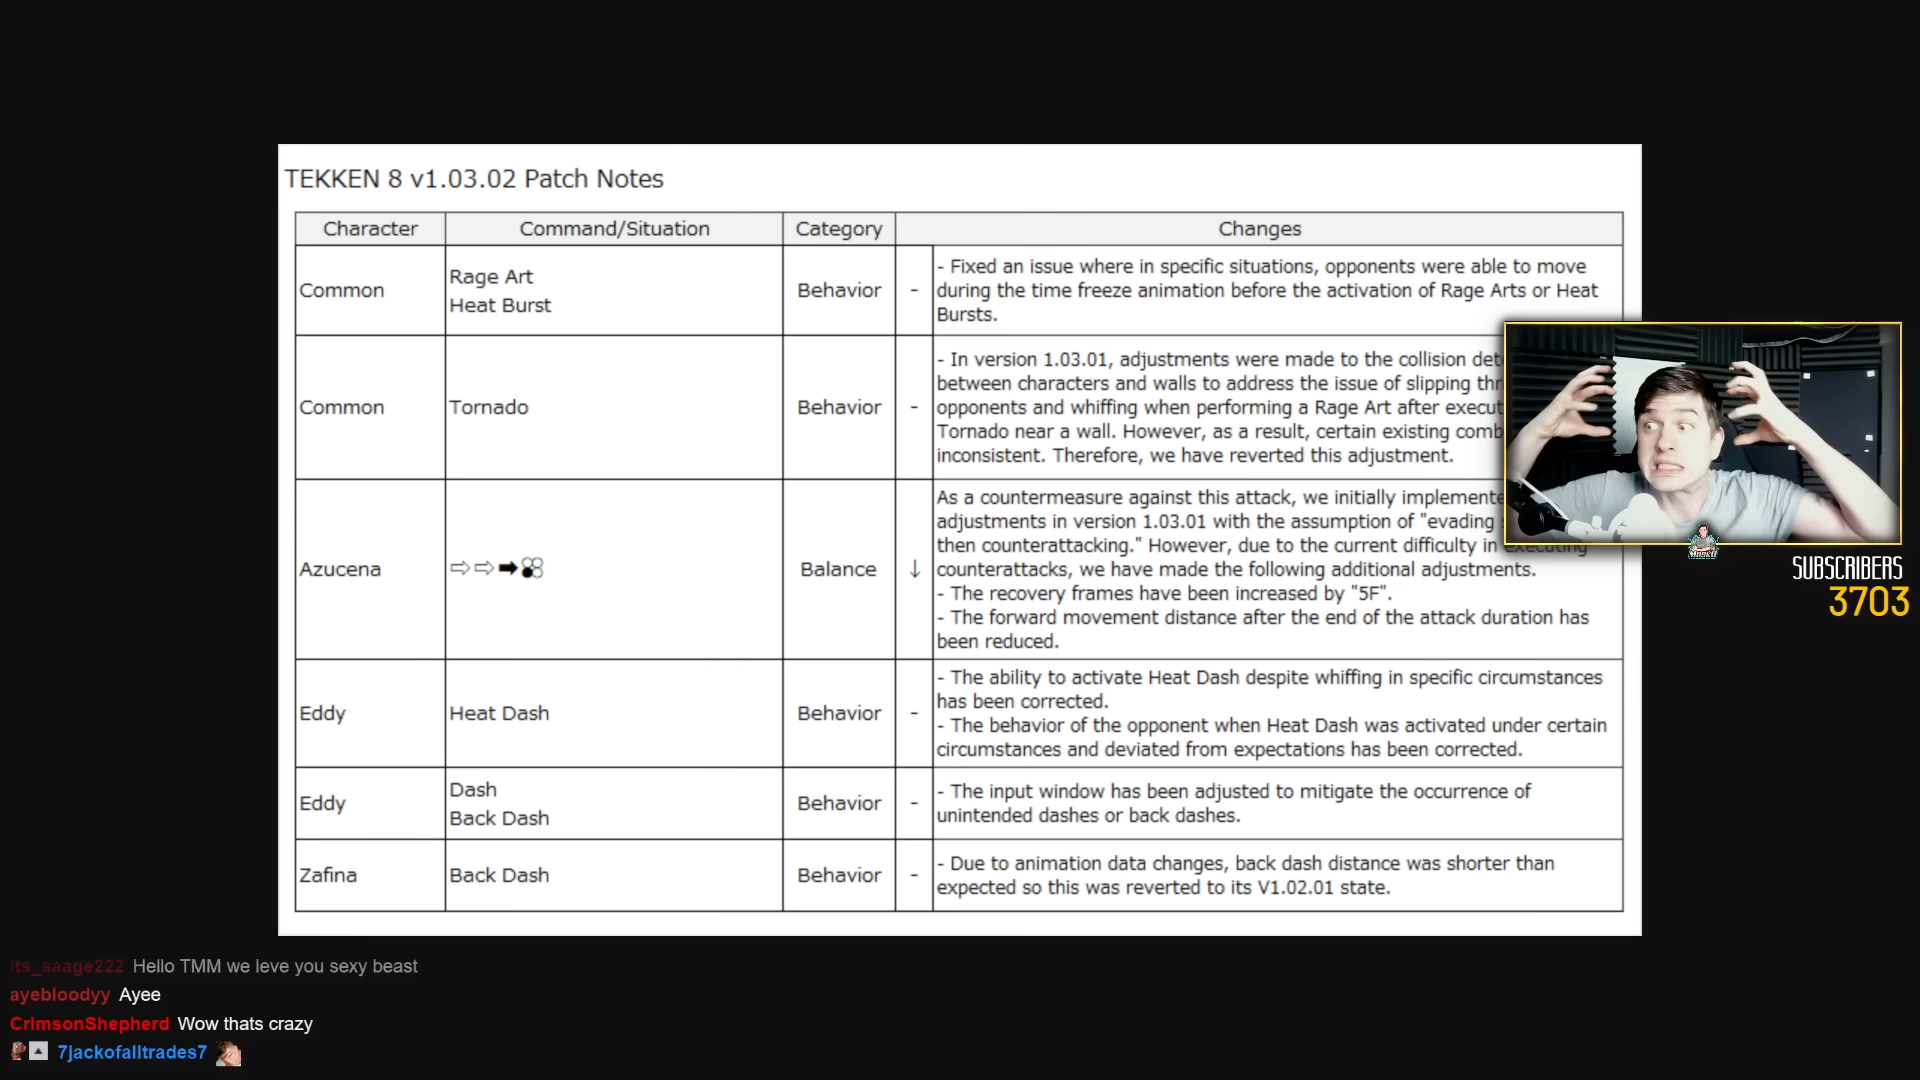 TEKKEN 8 v1.03.02 Patch Notes
Character Command/Situation Category Changes
Common
Rage Art
Heat Burst
Behavior
-
- Fixed an issue where in specific situations, opponents were able to move
during the time freeze animation before the activation of Rage Arts or Heat
Bursts.
Common
Tornado
Behavior
-
- In version 1.03.01, adjustments were made to the collision
between characters and walls to address the issue of slipping
opponents and whiffing when performing a Rage Art after
Tornado near a wall. However, as a result, certain existing
inconsistent. Therefore, we have reverted this adjustment.
Azucena
⇨⇨➡
Balance
↓
As a countermeasure against this attack, we initially
adjustments in version 1.03.01 with the assumption of "evading
then counterattacking." However, due to the current difficulty in executing
counterattacks, we have made the following additional adjustments.
- The recovery frames have been increased by "5F".
- The forward movement distance after the end of the attack duration has
been reduced.
Eddy
Heat Dash
Behavior
-
- The ability to activate Heat Dash despite whiffing in specific circumstances
has been corrected.
- The behavior of the opponent when Heat Dash was activated under certain
circumstances and deviated from expectations has been corrected.
Eddy
Dash
Back Dash
Behavior
-
- The input window has been adjusted to mitigate the occurrence of
unintended dashes or back dashes.
Zafina
Back Dash
Behavior
-
- Due to animation data changes, back dash distance was shorter than
expected so this was reverted to its V1.02.01 state.
SUBSCRIBERS
3703
its_saage222 Hello TMM we leve you sexy beast
ayebloodyy Ayee
CrimsonShepherd Wow thats crazy
7jackofalltrades7